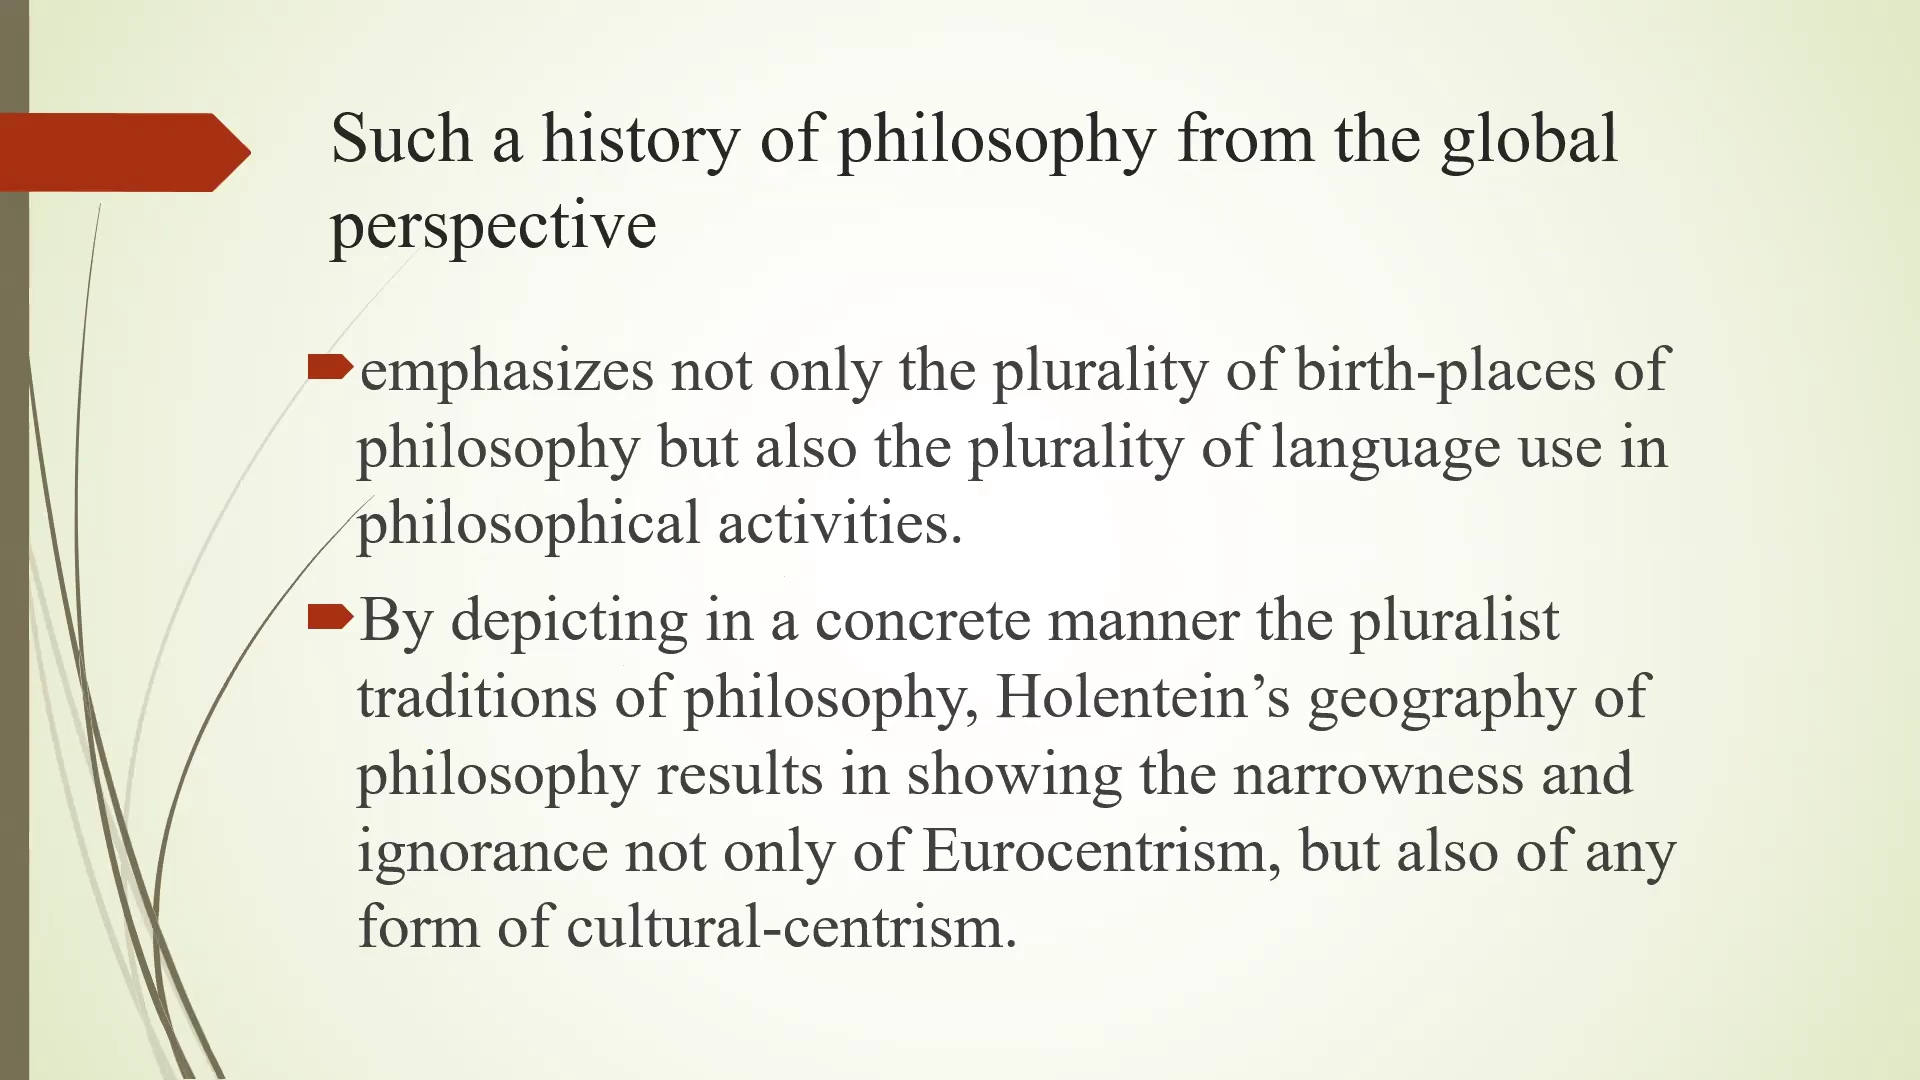 Such a history of philosophy from the global
perspective
emphasizes not only the plurality of birth-places of
philosophy but also the plurality of language use in
philosophical activities.
By depicting in a concrete manner the pluralist
traditions of philosophy, Holentein’s geography of
philosophy results in showing the narrowness and
ignorance not only of Eurocentrism, but also of any
form of cultural-centrism.